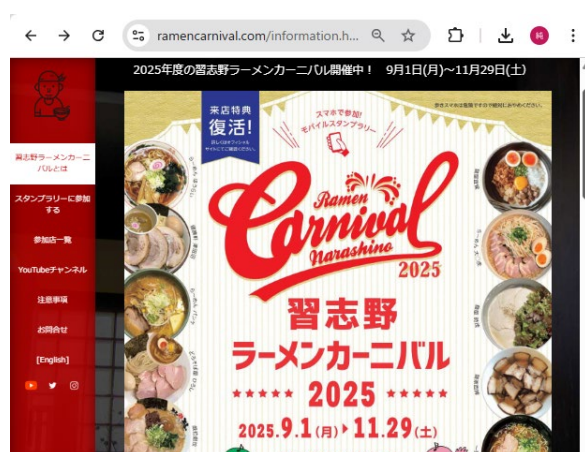 ramencarnival.com/information.h...
純
2025年度の習志野ラーメンカーニバル開催中！ 9月1日(月)～11月29日(土)
習志野ラーメンカーニ
バルとは
スタンプラリーに参加
する
参加店一覧
YouTubeチャンネル
注意事項
お問合せ
[English]
来店特典
復活!
スマホで参加!
モバイルスタンプラリー
Ramen
Carnival
Narashino
2025
習志野
ラーメンカーニバル
2025
2025.9.1(月)▶11.29(土)